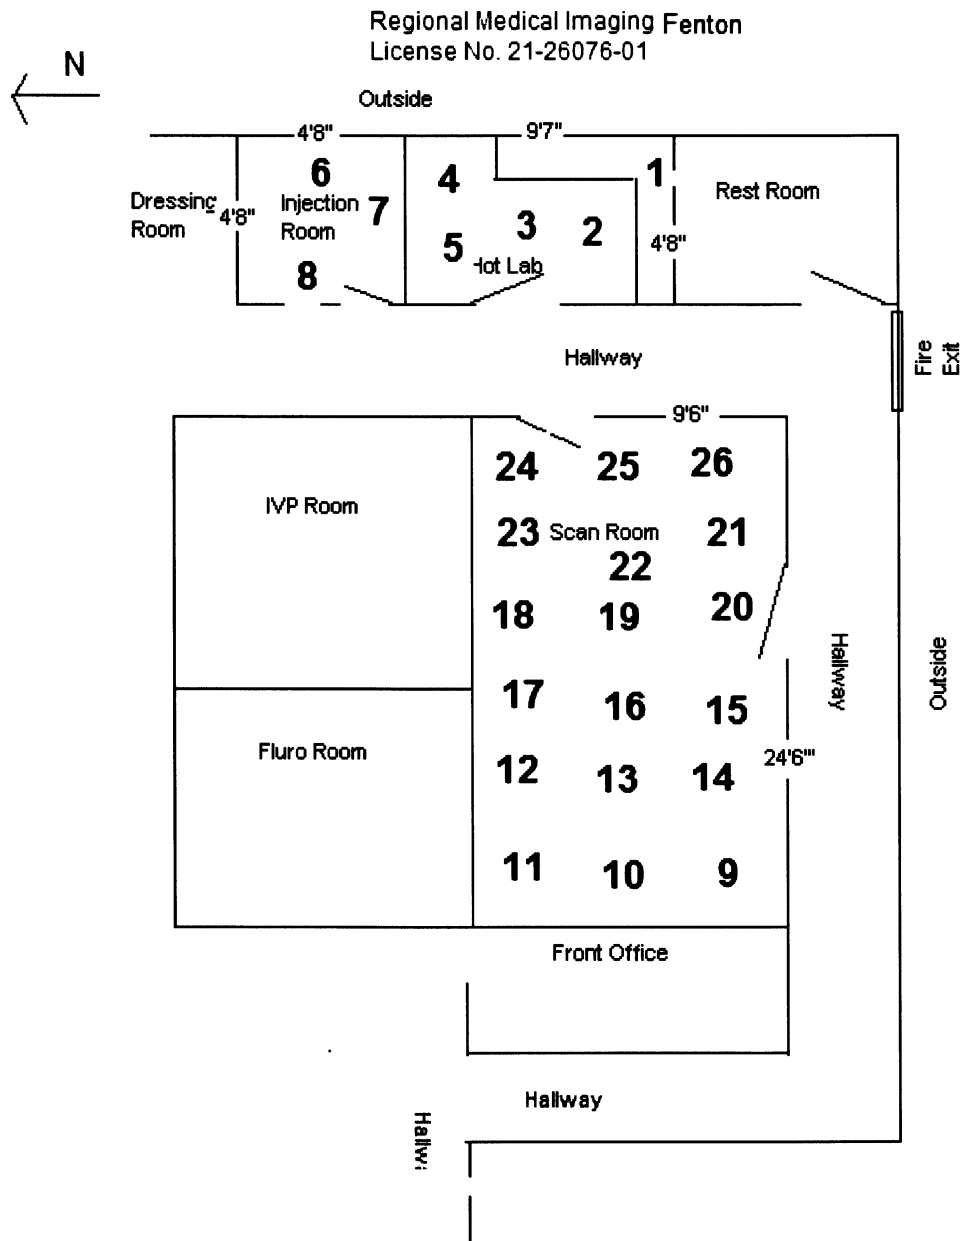 Regional Medical Imaging Fenton
License No. 21-26076-01
N
Outside
4'8"
9'7"
6
4
1
Rest Room
Dressing
Room
4'8"
Injection
Room
7
3
2
5
4'8"
8
Hot Lab
Hallway
Fire
Exit
9'6"
24
25
26
IVP Room
23
Scan Room
21
22
18
19
20
Hallway
Outside
17
16
15
Fluro Room
24'6'"
12
13
14
11
10
9
Front Office
Hallway